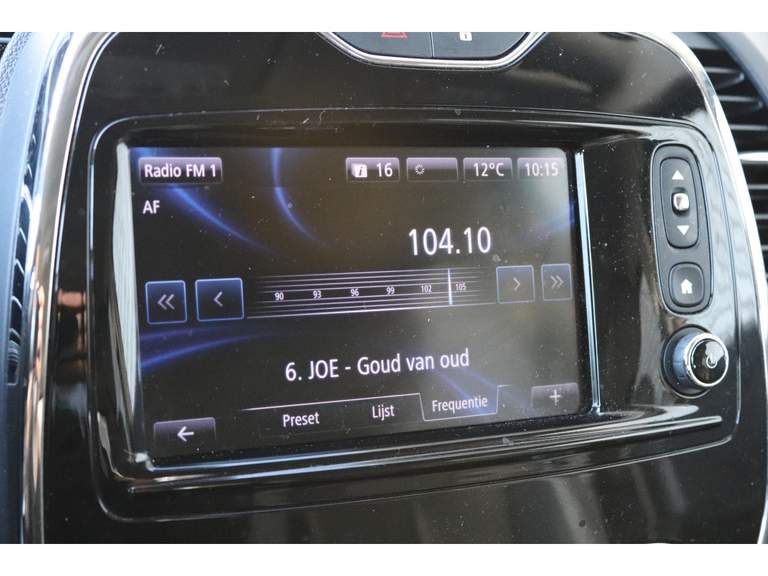 Radio FM 1 i 16 12°C 10:15
AF
104.10
90 93 96 99 102 105
6. JOE - Goud van oud
Preset Lijst Frequentie +